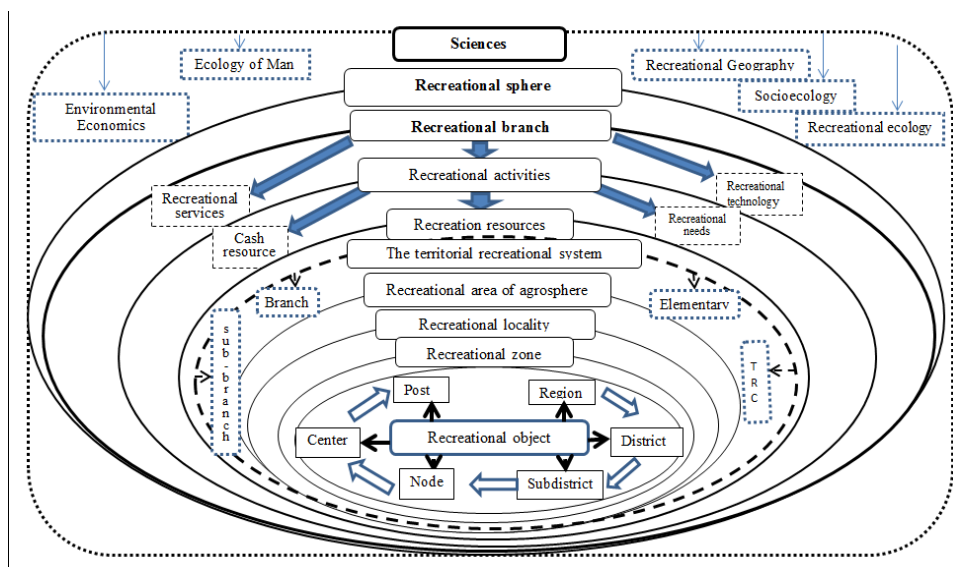 Sciences
Ecology of Man
Recreational Geography
Recreational sphere
Socioecology
Environmental
Economics
Recreational branch
Recreational ecology
Recreational activities
Recreational
technology
Recreational
services
Recreation resources
Recreational
needs
Cash
resource
The territorial recreational system
Recreational area of agrosphere
Branch
Elementary
Recreational locality
sub-branch
Recreational zone
TRC
Post
Region
Center
Recreational object
District
Node
Subdistrict